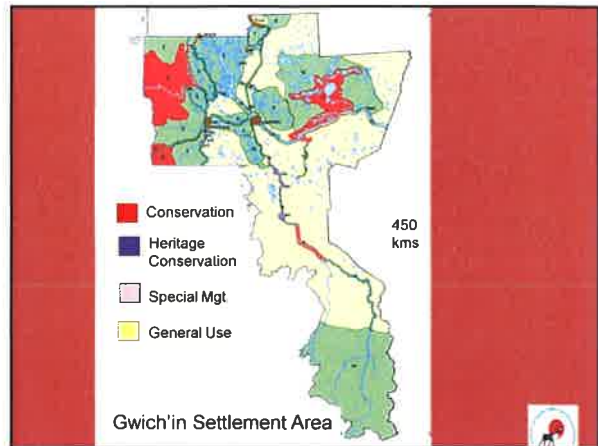 Conservation
Heritage
Conservation
Special Mgt.
General Use
450
kms
Gwich'in Settlement Area